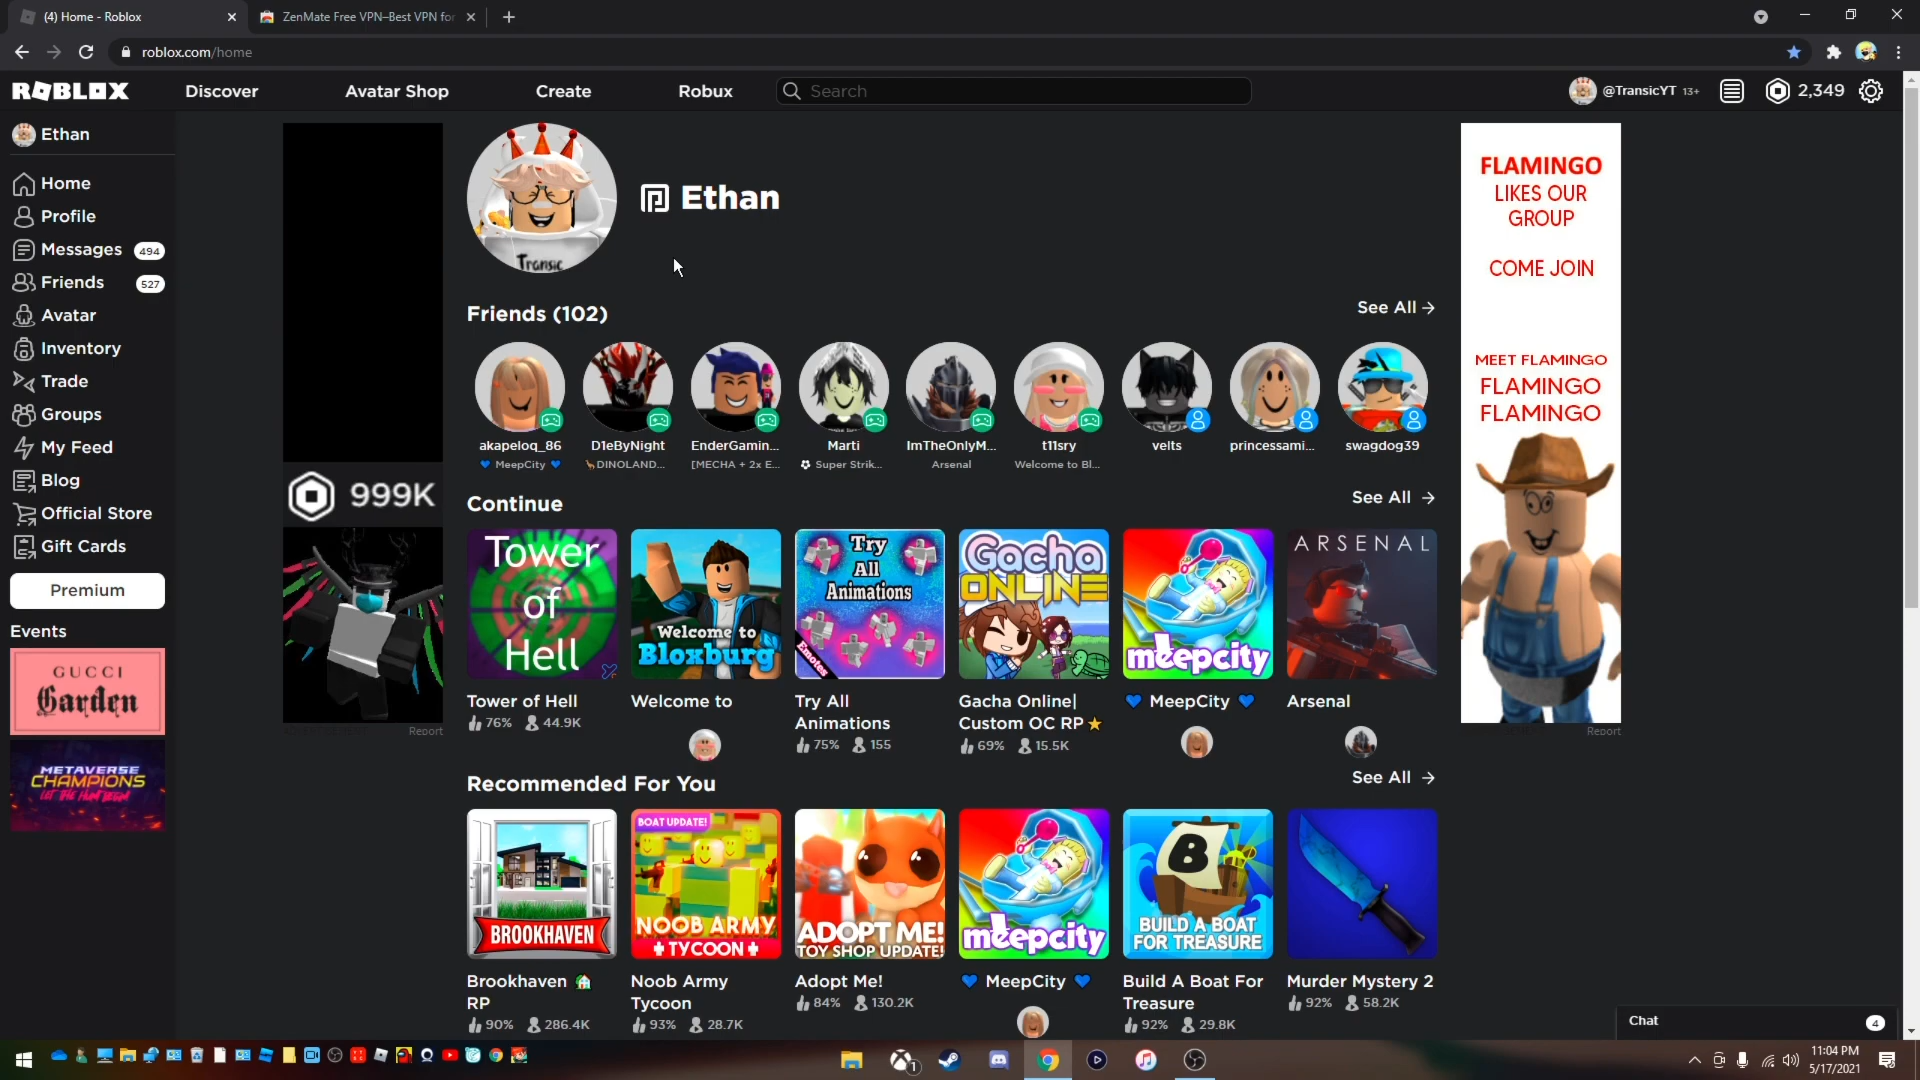 (4) Home - Roblox
ZenMate Free VPN–Best VPN for
roblox.com/home
ROBLOX
Discover
Avatar Shop
Create
Robux
Search
@TransicYT 13+
2,349
Ethan
Home
Profile
Messages 494
Friends 527
Avatar
Inventory
Trade
Groups
My Feed
Blog
Official Store
Gift Cards
Premium
Events
GUCCI
Garden
METAVERSE
CHAMPIONS
LET THE HUNT BEGIN
999K
Report
Transic
Ethan
Friends (102)
See All →
akapeloq_86
D1eByNight
EnderGamin...
Marti
ImTheOnlyM...
t11sry
velts
princessami...
swagdog39
💙 MeepCity 💙
DINOLAND...
[MECHA + 2x E...
⚽ Super Strik...
Arsenal
Welcome to Bl...
Continue
See All →
Tower
of
Hell
Welcome to
Bloxburg
Try
All
Animations
Emotes
Gacha
ONLINE
meepcity
ARSENAL
Tower of Hell
76% 44.9K
Welcome to
Try All
Animations
75% 155
Gacha Online|
Custom OC RP⭐
69% 15.5K
💙 MeepCity 💙
Arsenal
Recommended For You
See All →
BROOKHAVEN
BOAT UPDATE!
NOOB ARMY
TYCOON
ADOPT ME!
TOY SHOP UPDATE!
meepcity
B
BUILD A BOAT
FOR TREASURE
Brookhaven 🏡
RP
90% 286.4K
Noob Army
Tycoon
93% 28.7K
Adopt Me!
84% 130.2K
💙 MeepCity 💙
Build A Boat For
Treasure
92% 29.8K
Murder Mystery 2
92% 58.2K
FLAMINGO
LIKES OUR
GROUP
COME JOIN
MEET FLAMINGO
FLAMINGO
FLAMINGO
Report
Chat
4
1
11:04 PM
5/17/2021